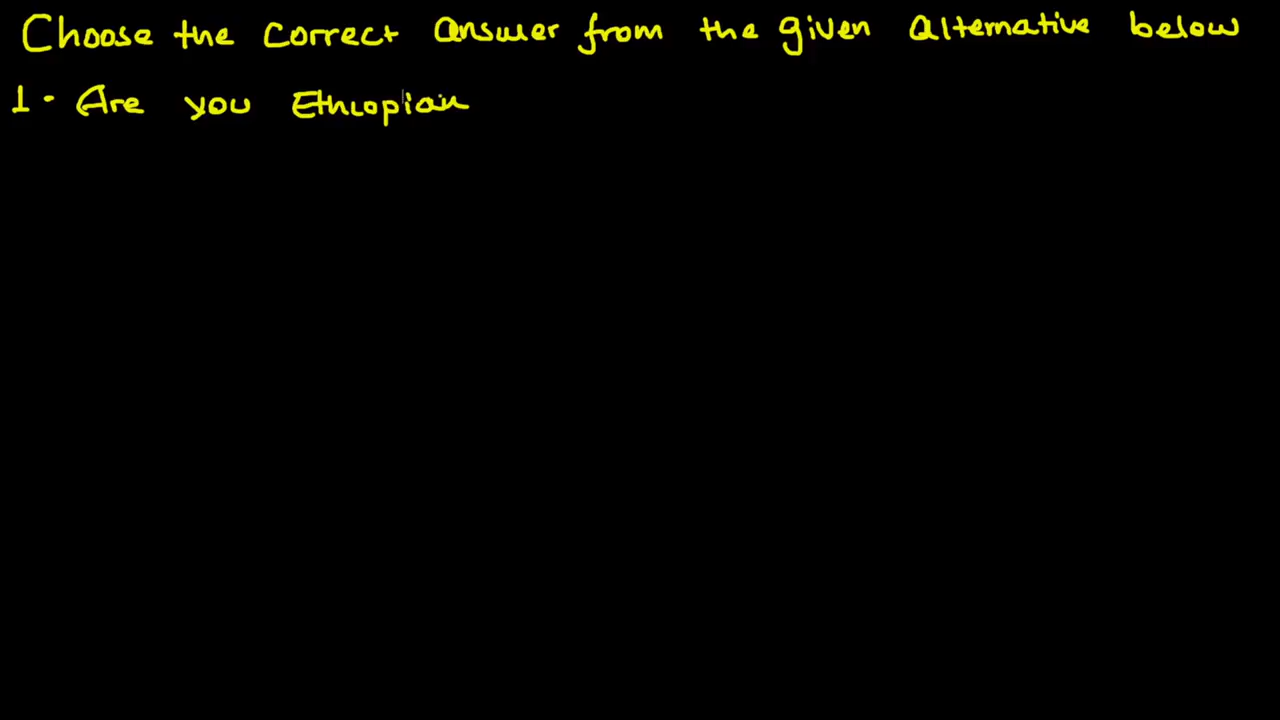 Choose the correct answer from the given alternative below
1. Are you Ethiopian